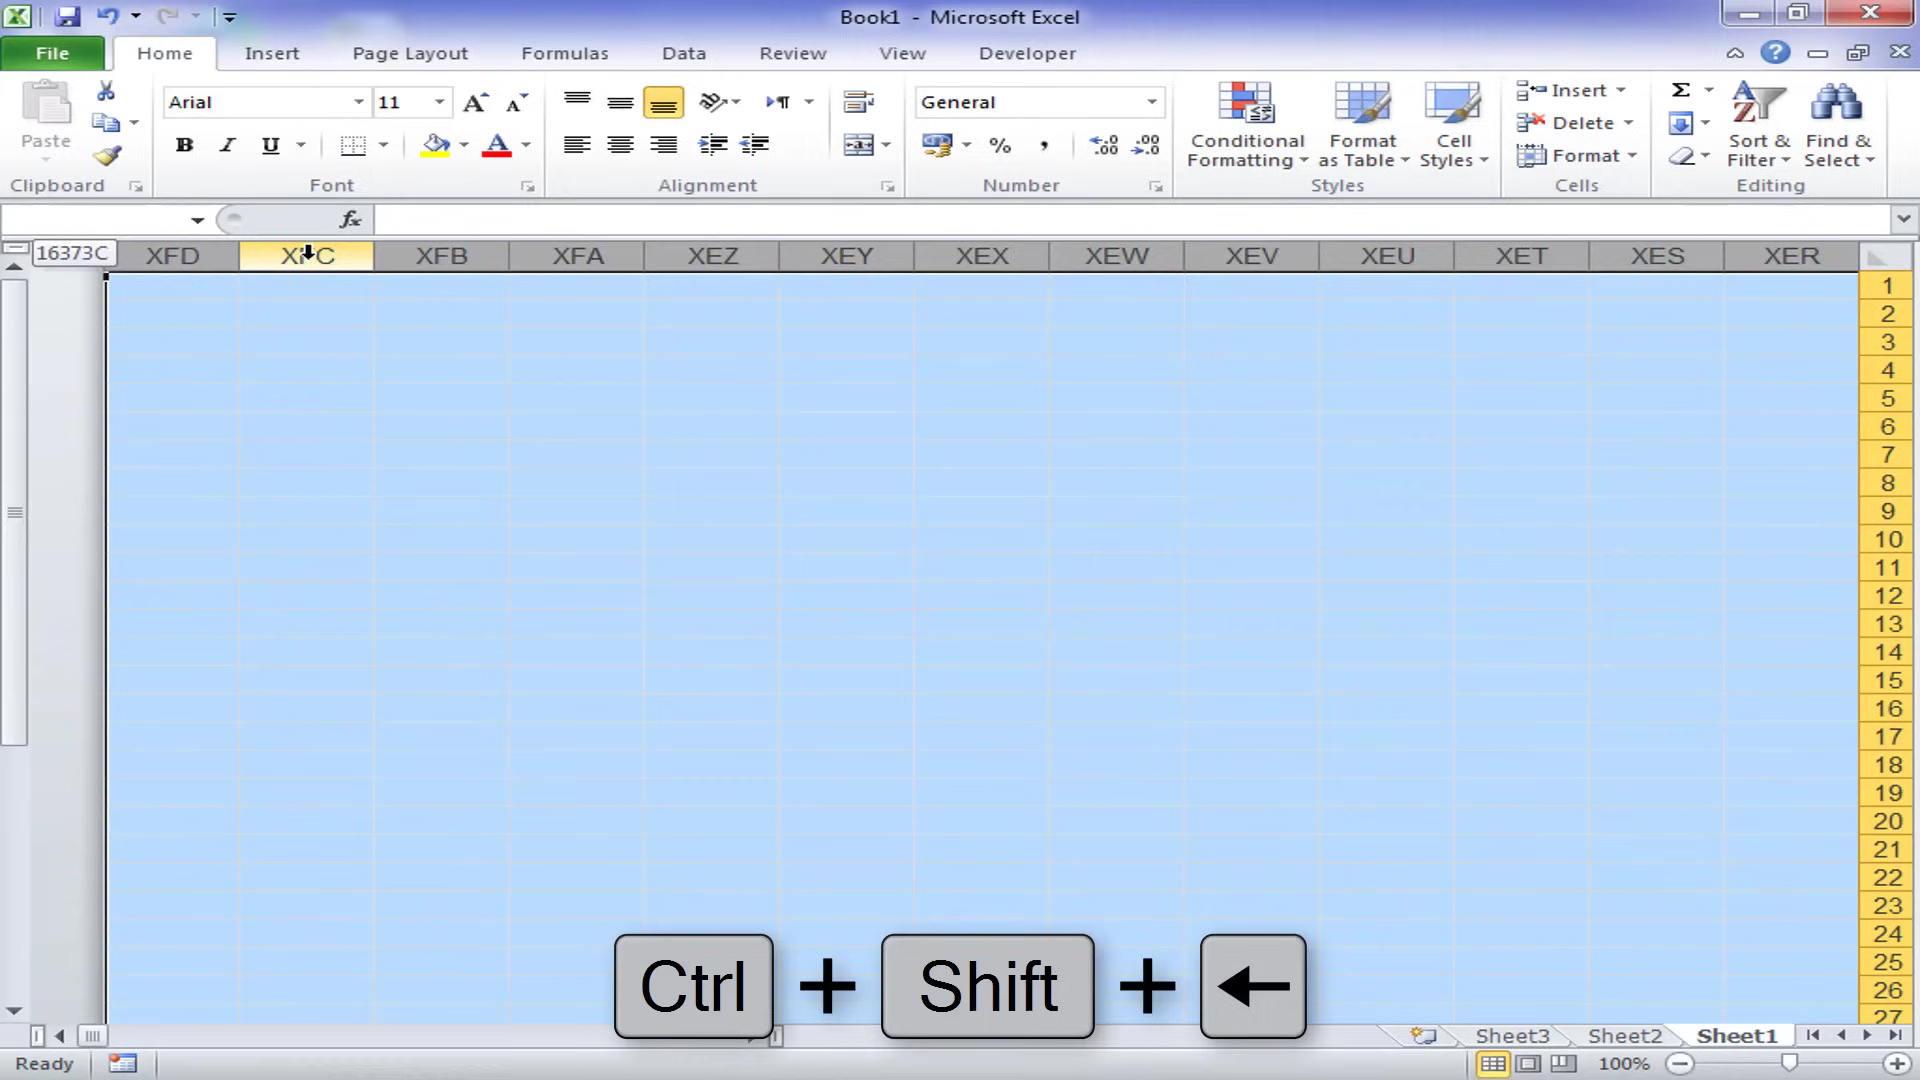 Book1 - Microsoft Excel
File Home Insert Page Layout Formulas Data Review View Developer
Paste
Arial 11
B I U
General
% ,
Conditional Formatting
Format as Table
Cell Styles
Insert
Delete
Format
Σ
Sort & Filter
Find & Select
Clipboard Font Alignment Number Styles Cells Editing
fx
16373C
XFD XFB XFA XEZ XEY XEX XEW XEV XEU XET XES XER
1
2
3
4
5
6
7
8
9
10
11
12
13
14
15
16
17
18
19
20
21
22
23
24
25
26
27
Ctrl + Shift + ←
Sheet3 Sheet2 Sheet1
Ready
100%